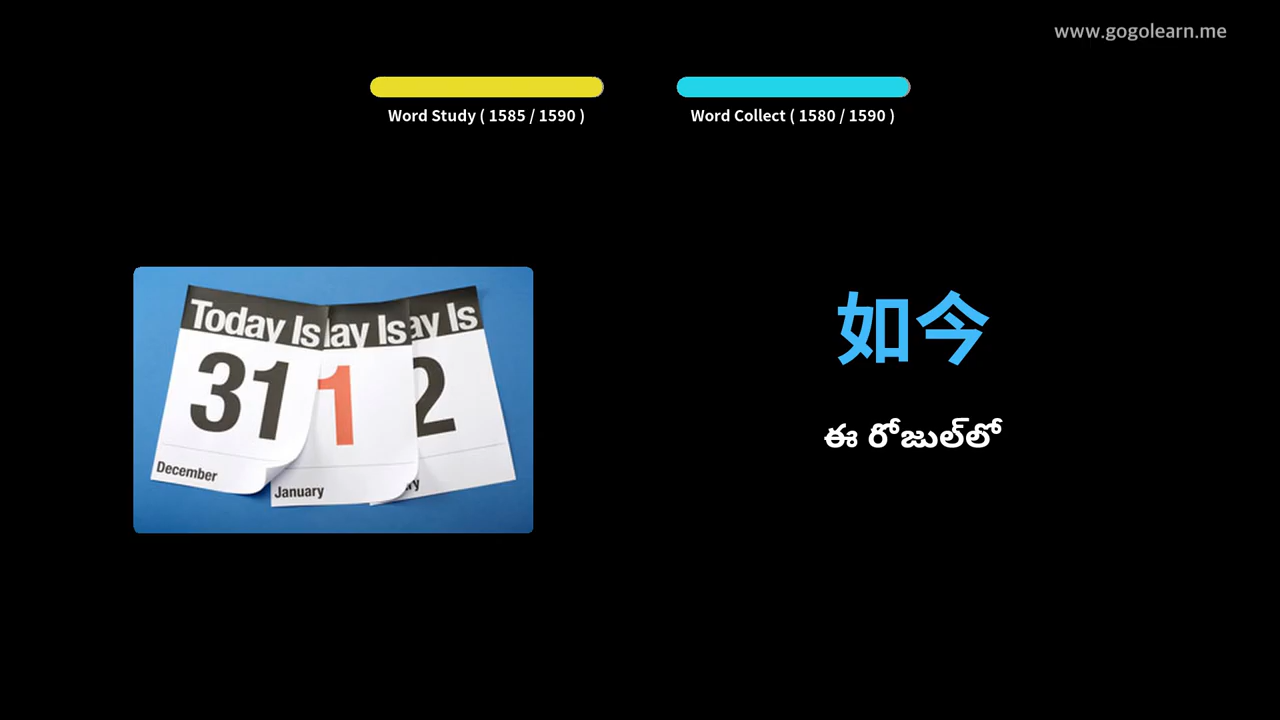 www.gogolearn.me
Word Study ( 1585 / 1590 )
Word Collect ( 1580 / 1590 )
Today Is
31
December
ay Is
1
January
ay Is
2
ry
如今
ఈ రోజుల్‌లో